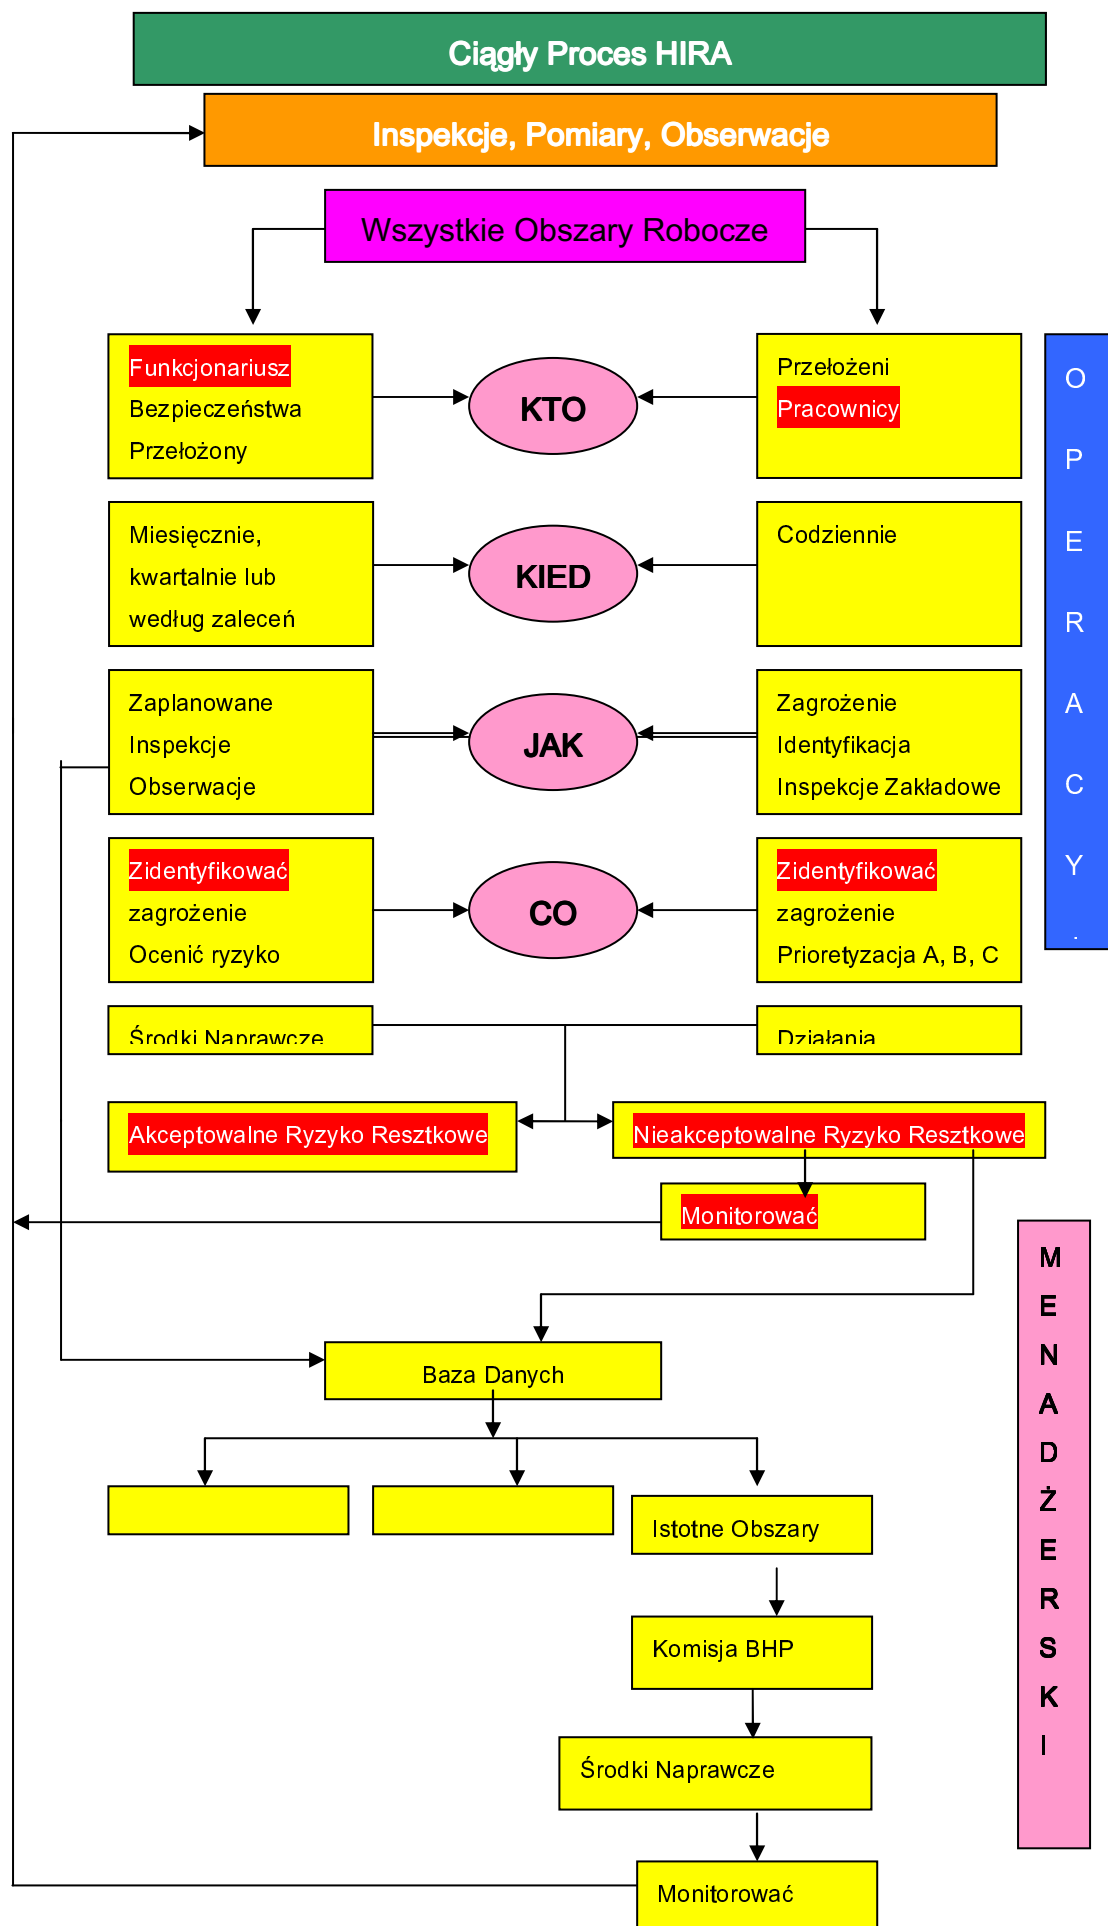 Ciągły Proces HIRA
Inspekcje, Pomiary, Obserwacje
Wszystkie Obszary Robocze
Funkcjonariusz
Bezpieczeństwa
Przełożony
KTO
Przełożeni
Pracownicy
Miesięcznie,
kwartalnie lub
według zaleceń
KIED
Codziennie
Zaplanowane
Inspekcje
Obserwacje
JAK
Zagrożenie
Identyfikacja
Inspekcje Zakładowe
Zidentyfikować
zagrożenie
Ocenić ryzyko
CO
Zidentyfikować
zagrożenie
Prioretyzacja A, B, C
O
P
E
R
A
C
Y
Środki Naprawcze
Działania
Akceptowalne Ryzyko Resztkowe
Nieakceptowalne Ryzyko Resztkowe
Monitorować
Baza Danych
Istotne Obszary
Komisja BHP
Środki Naprawcze
Monitorować
M
E
N
A
D
Ż
E
R
S
K
I